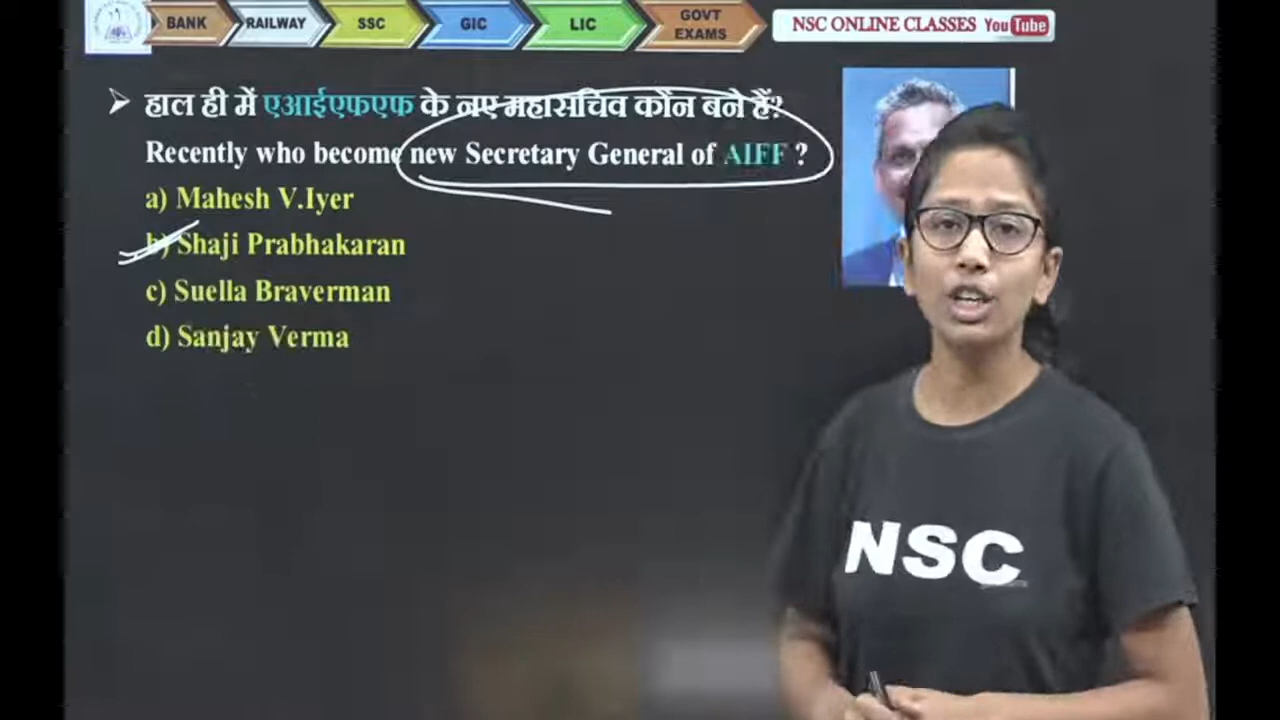 BANK
RAILWAY
SSC
GIC
LIC
GOVT
EXAMS
NSC ONLINE CLASSES YouTube
हाल ही में एआईएफएफ के नए महासचिव कौंन बने हैं?
Recently who become new Secretary General of AIFF ?
a) Mahesh V.Iyer
b) Shaji Prabhakaran
c) Suella Braverman
d) Sanjay Verma
NSC